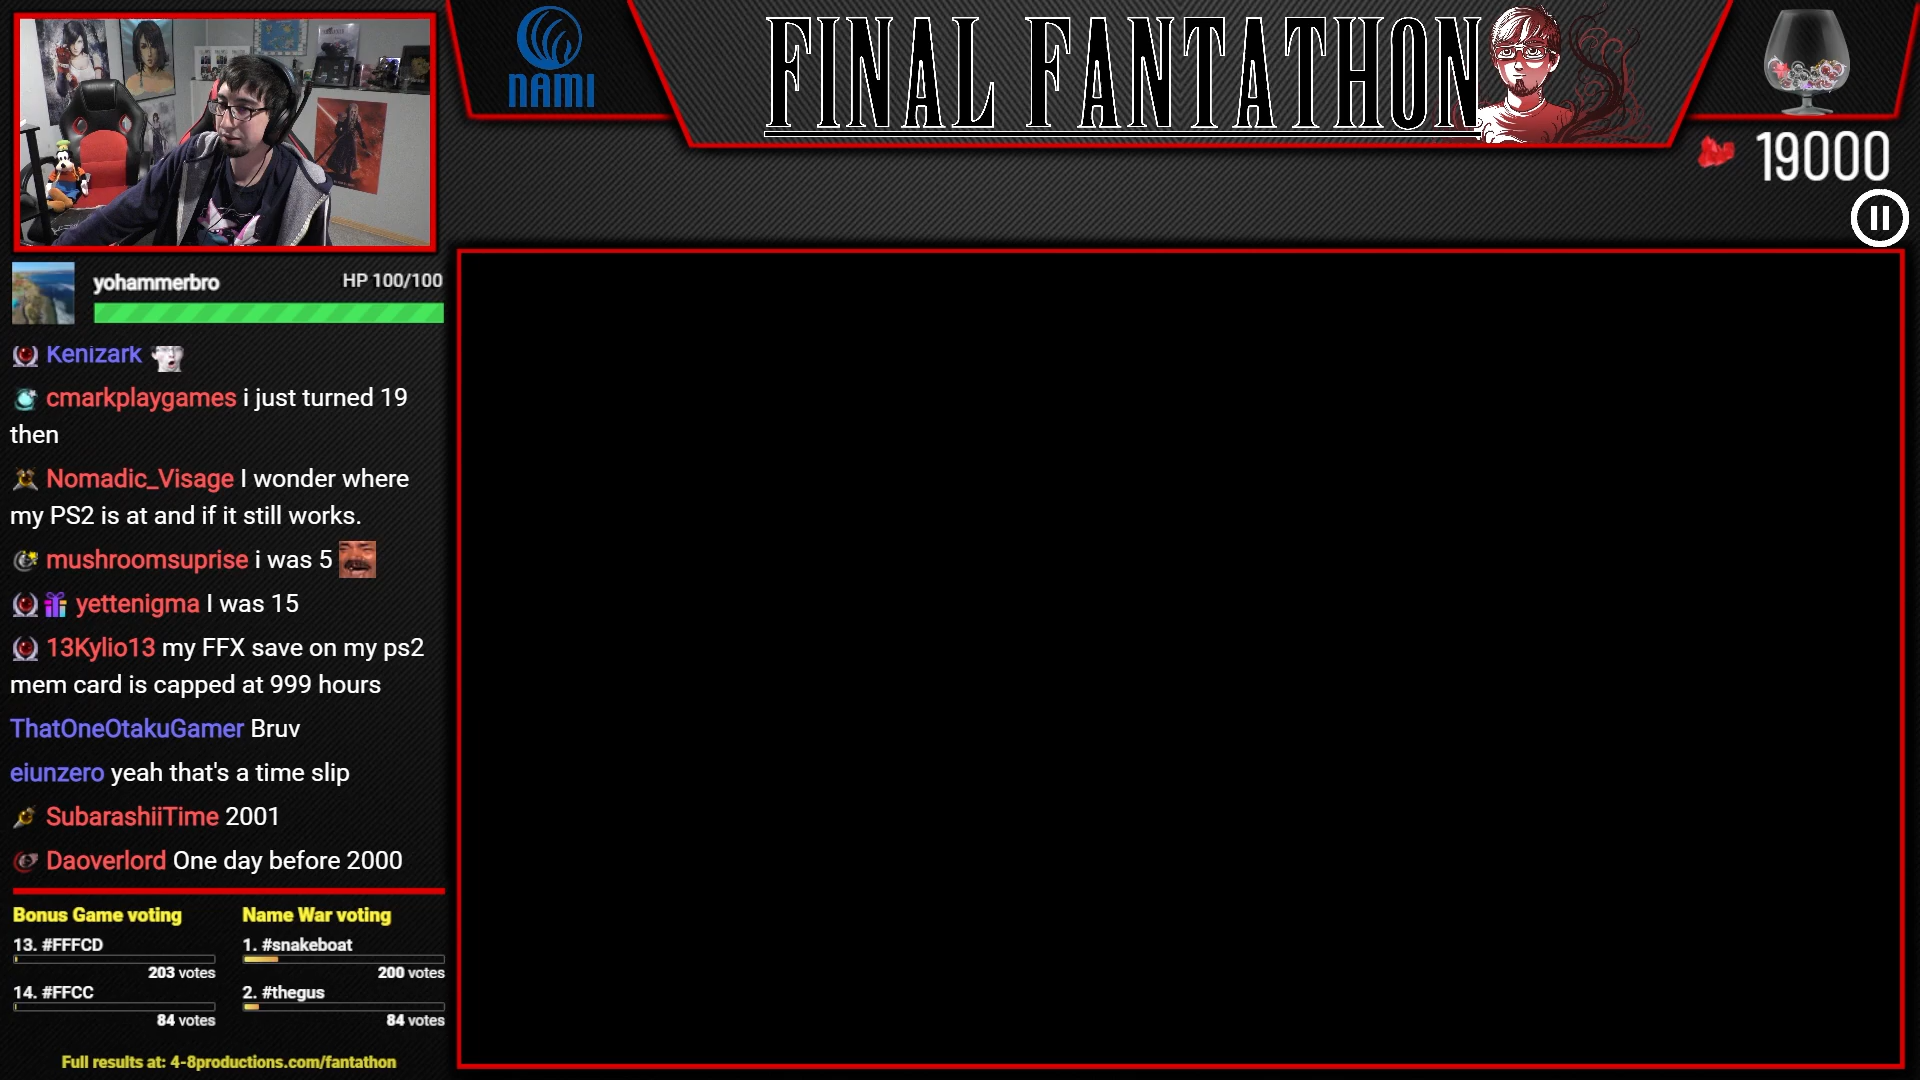 NAMI
FINAL FANTATHON
19000
yohammerbro HP 100/100
Kenizark
cmarkplaygames i just turned 19
then
Nomadic_Visage I wonder where
my PS2 is at and if it still works.
mushroomsuprise i was 5
yettenigma I was 15
13Kylio13 my FFX save on my ps2
mem card is capped at 999 hours
ThatOneOtakuGamer Bruv
eiunzero yeah that's a time slip
SubarashiiTime 2001
Daoverlord One day before 2000
Bonus Game voting
13. #FFFCD
203 votes
14. #FFCC
84 votes
Name War voting
1. #snakeboat
200 votes
2. #thegus
84 votes
Full results at: 4-8productions.com/fantathon